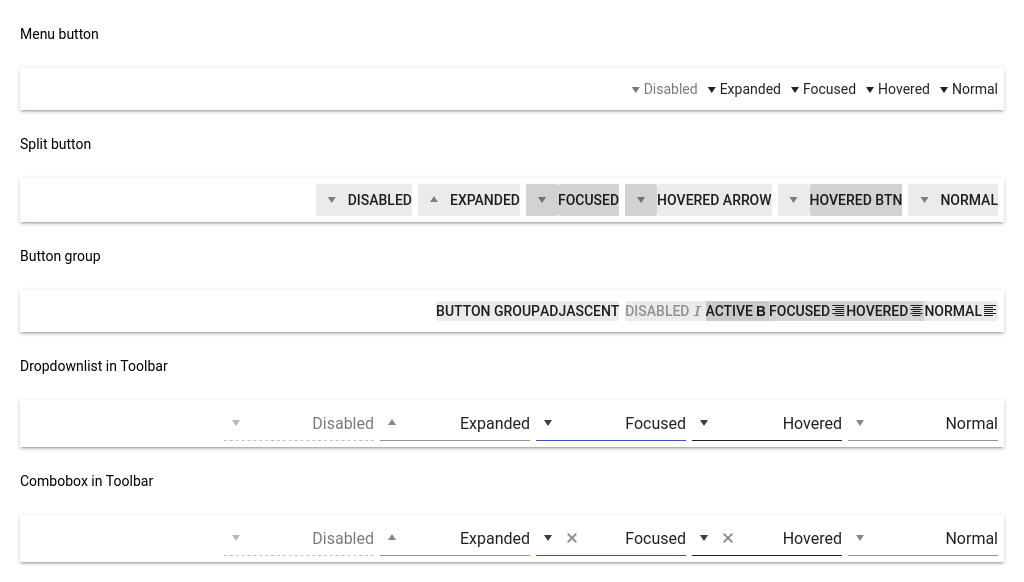 Menu button
Disabled Expanded Focused Hovered Normal
Split button
DISABLED EXPANDED FOCUSED HOVERED ARROW HOVERED BTN NORMAL
Button group
BUTTON GROUPADJASCENT DISABLED I ACTIVE B FOCUSED HOVERED NORMAL
Dropdownlist in Toolbar
Disabled Expanded Focused Hovered Normal
Combobox in Toolbar
Disabled Expanded Focused Hovered Normal